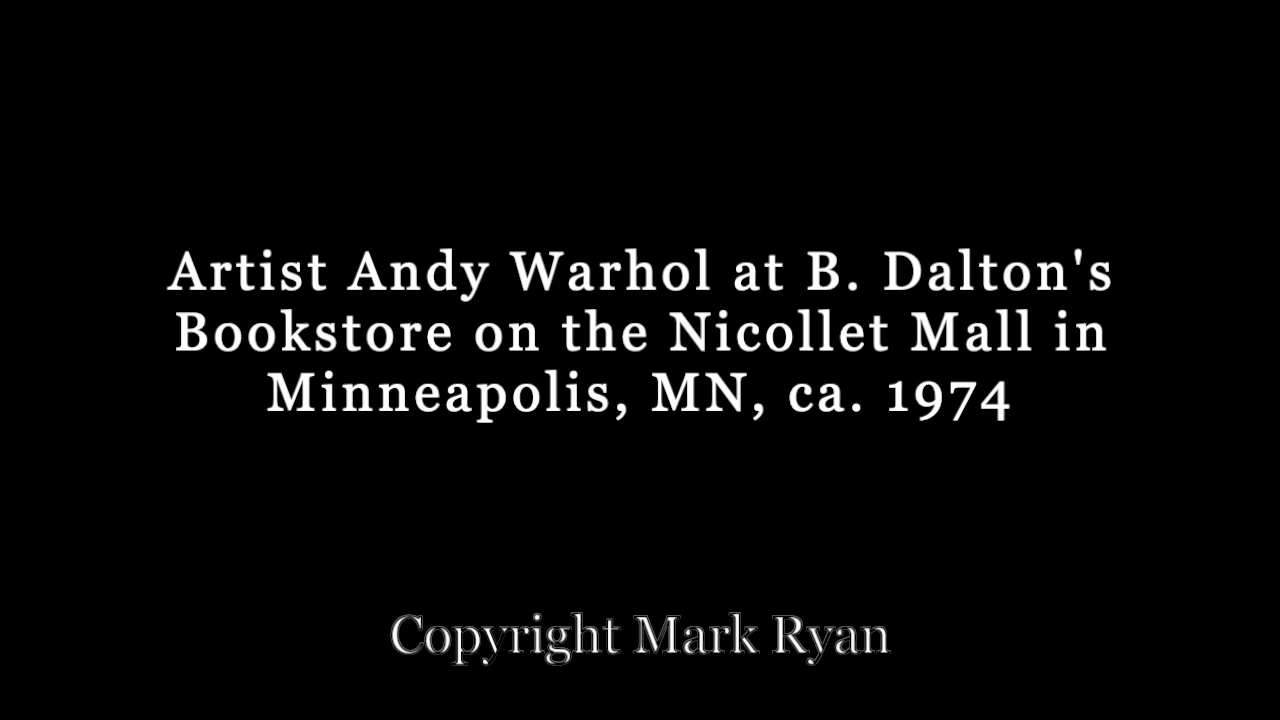 Artist Andy Warhol at B. Dalton's
Bookstore on the Nicollet Mall in
Minneapolis, MN, ca. 1974
Copyright Mark Ryan